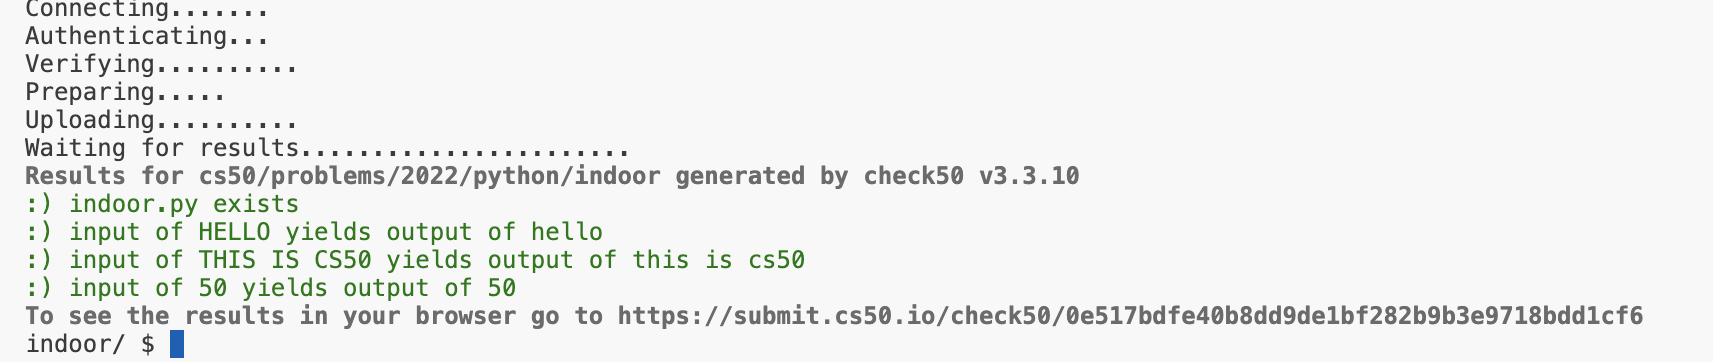 Connecting.......
Authenticating...
Verifying..........
Preparing.....
Uploading..........
Waiting for results.......................
Results for cs50/problems/2022/python/indoor generated by check50 v3.3.10
:) indoor.py exists
:) input of HELLO yields output of hello
:) input of THIS IS CS50 yields output of this is cs50
:) input of 50 yields output of 50
To see the results in your browser go to https://submit.cs50.io/check50/0e517bdfe40b8dd9de1bf282b9b3e9718bdd1cf6
indoor/ $